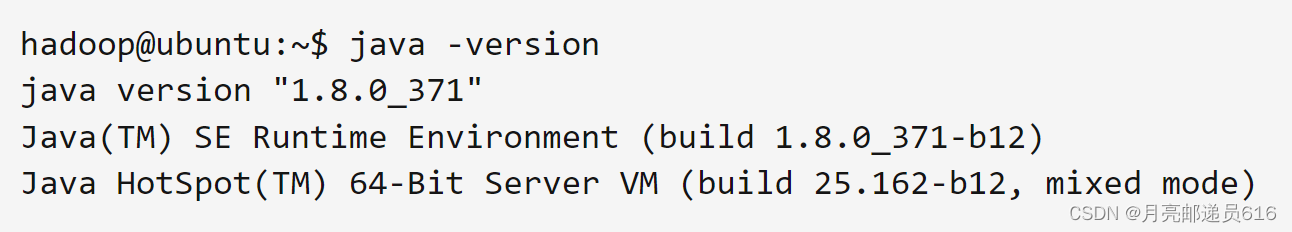 hadoop@ubuntu:~$ java -version
java version "1.8.0_371"
Java(TM) SE Runtime Environment (build 1.8.0_371-b12)
Java HotSpot(TM) 64-Bit Server VM (build 25.162-b12, mixed mode)
CSDN @月亮邮递员616